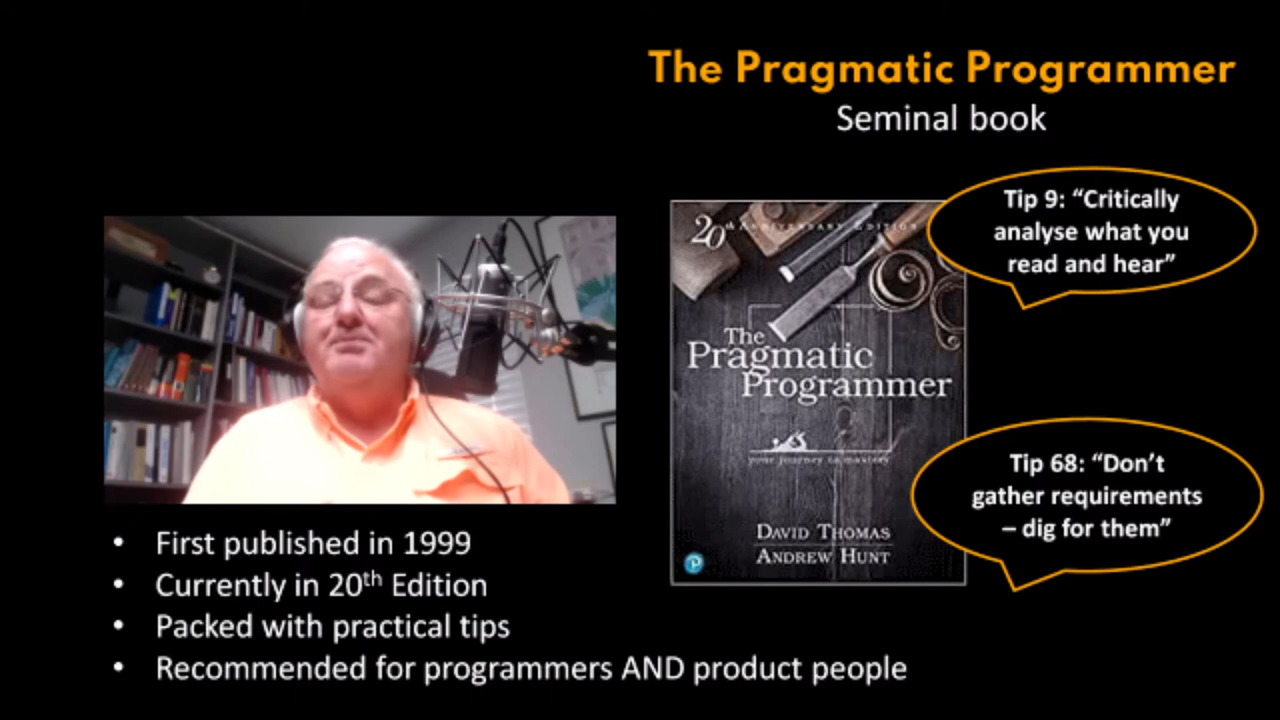 The Pragmatic Programmer
Seminal book
Tip 9: “Critically
analyse what you
read and hear”
20th ANNIVERSARY EDITION
The
Pragmatic
Programmer
your journey to mastery
DAVID THOMAS
ANDREW HUNT
P
Tip 68: “Don’t
gather requirements
– dig for them”
• First published in 1999
• Currently in 20th Edition
• Packed with practical tips
• Recommended for programmers AND product people